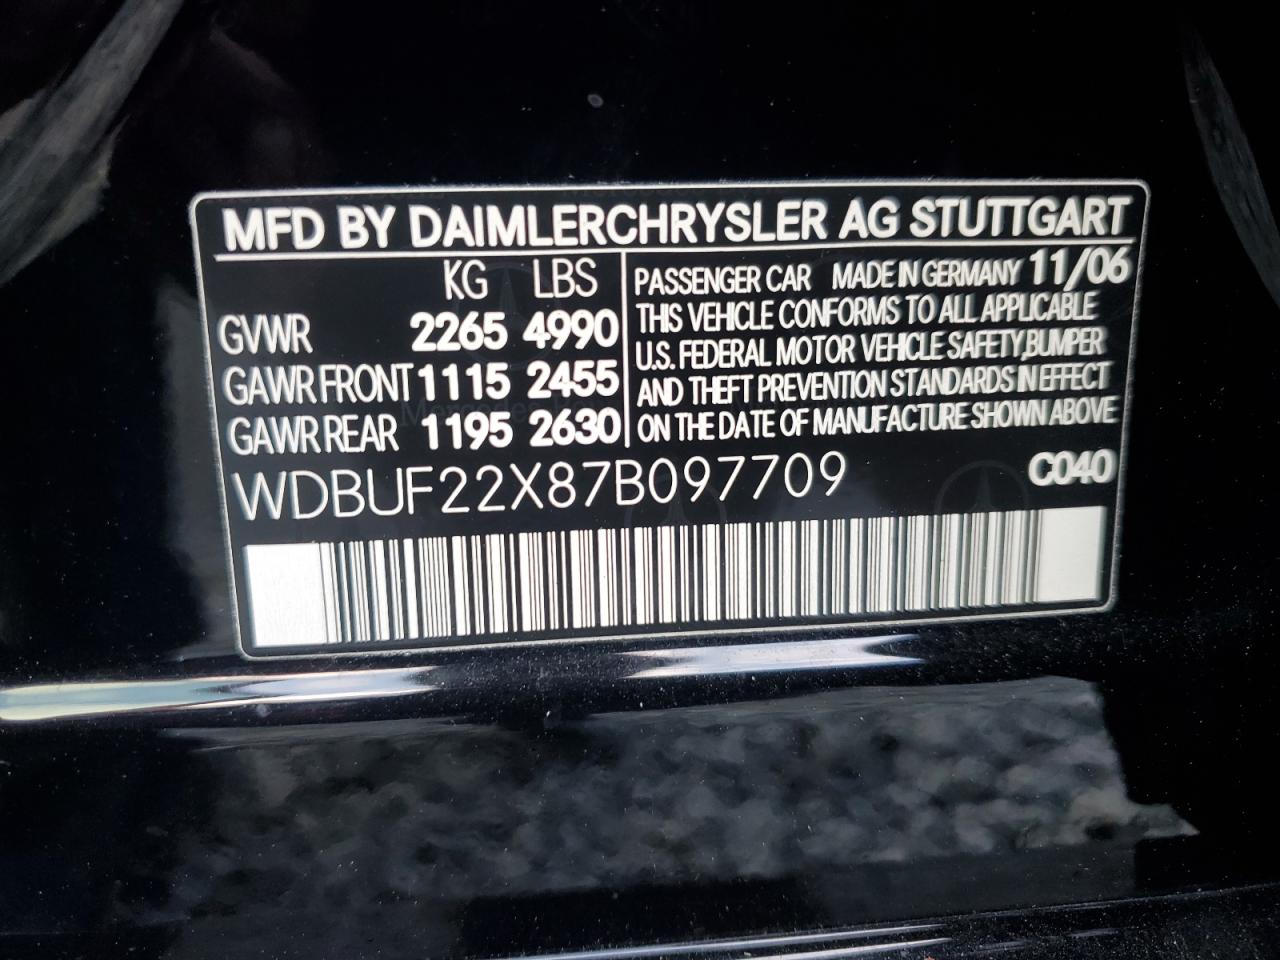 MFD BY DAIMLERCHRYSLER AG STUTTGART
KG LBS
GVWR 2265 4990
GAWR FRONT 1115 2455
GAWR REAR 1195 2630
PASSENGER CAR MADE IN GERMANY 11/06
THIS VEHICLE CONFORMS TO ALL APPLICABLE
U.S. FEDERAL MOTOR VEHICLE SAFETY,BUMPER
AND THEFT PREVENTION STANDARDS IN EFFECT
ON THE DATE OF MANUFACTURE SHOWN ABOVE
WDBUF22X87B097709 C040